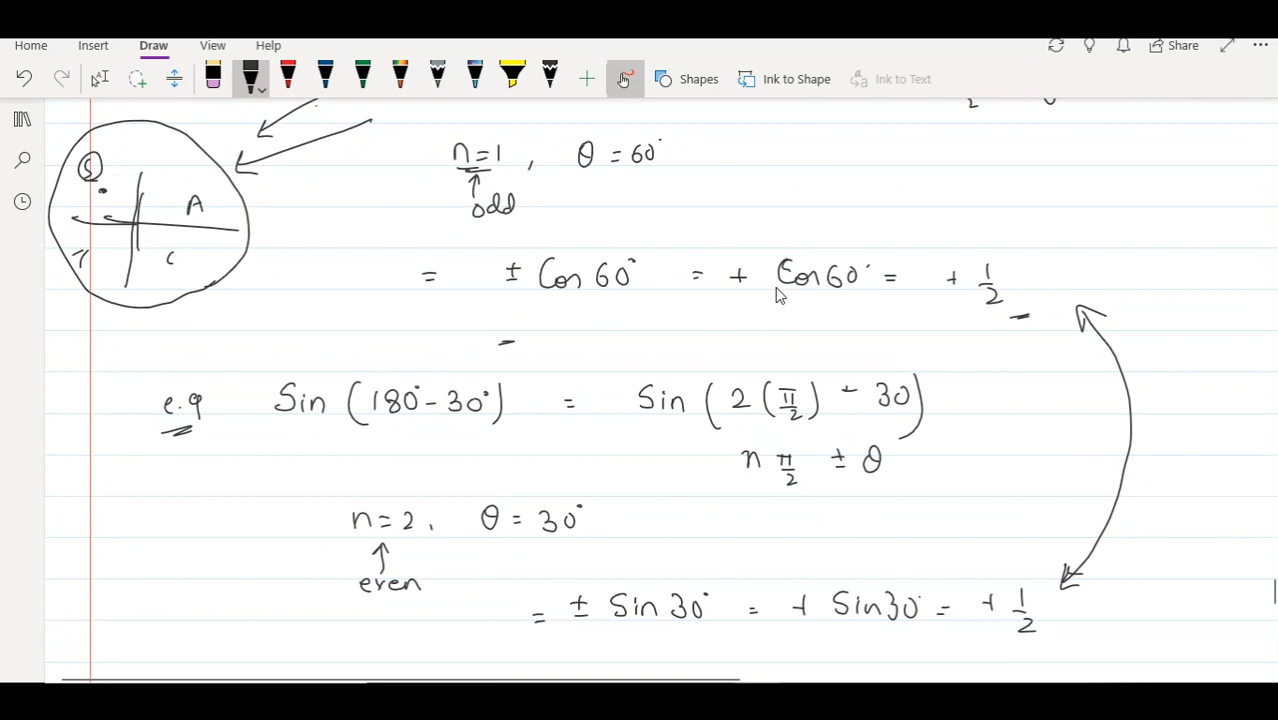 Home Insert Draw View Help
Share
Shapes Ink to Shape Ink to Text
n=1 , θ = 60°
odd
S A
T C
= ± Cos 60° = + Cos 60° = + 1/2
e.g Sin (180° - 30°) = Sin (2 (π/2) - 30)
n π/2 ± θ
n = 2, θ = 30°
even
= ± Sin 30° = + Sin 30° = + 1/2